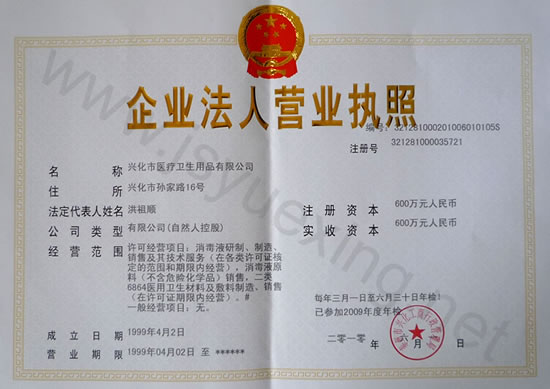 企业法人营业执照
编号:321281000201006010105S
注册号 321281000035721
名称 兴化市医疗卫生用品有限公司
住所 兴化市孙家路16号
法定代表人姓名 洪祖顺
公司类型 有限公司(自然人控股)
经营范围 许可经营项目:消毒液研制、制造、
销售及其技术服务(在各类许可证核
定的范围和期限内经营),消毒液原
料(不含危险化学品)销售,二类
6864医用卫生材料及敷料制造、销售
(在许可证期限内经营)。#
一般经营项目:无。
注册资本 600万元人民币
实收资本 600万元人民币
成立日期 1999年4月2日
营业期限 1999年04月02日 至 ******
每年三月一日至六月三十日年检!
已参加2009年度年检
二〇一〇 年 六
www.jsyuexing.net